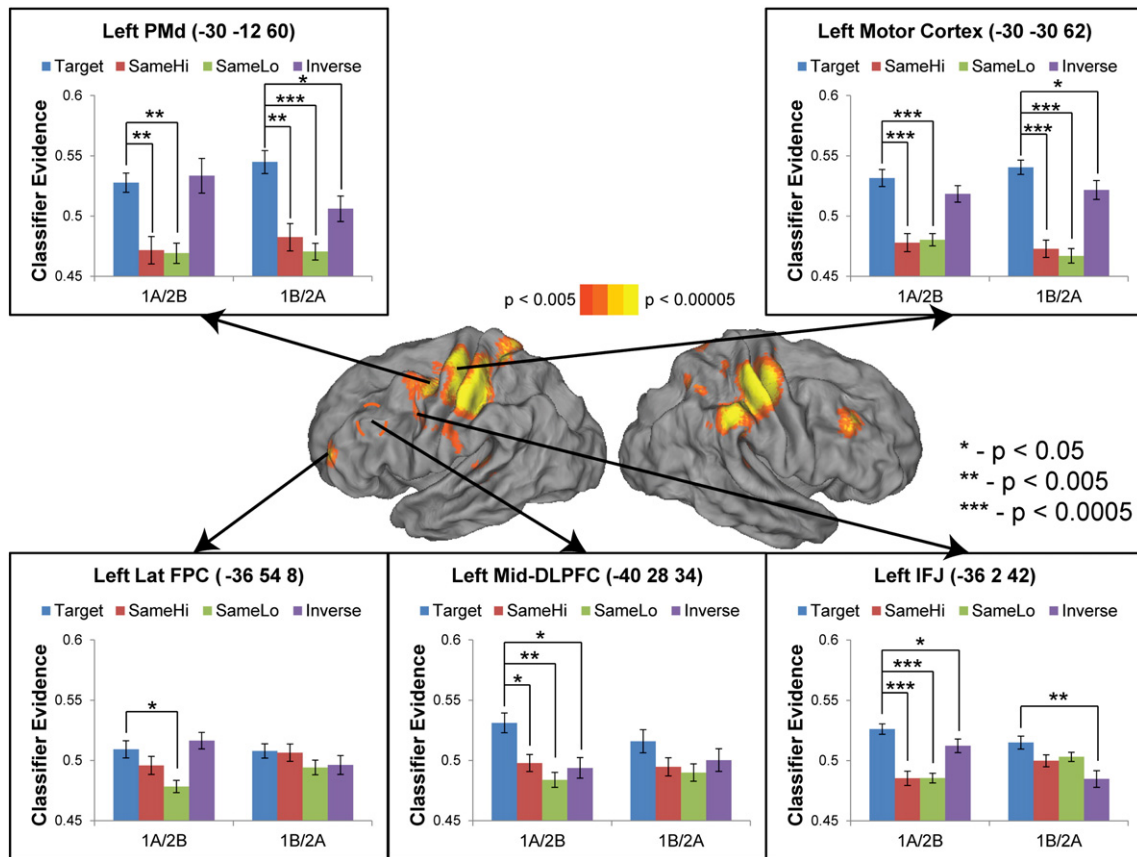 Left PMd (-30 -12 60)
Target SameHi SameLo Inverse
Classifier Evidence
0.6
0.55
0.5
0.45
** ** * *** **
1A/2B 1B/2A
Left Motor Cortex (-30 -30 62)
Target SameHi SameLo Inverse
Classifier Evidence
0.6
0.55
0.5
0.45
*** *** * *** ***
1A/2B 1B/2A
p < 0.005 p < 0.00005
* - p < 0.05
** - p < 0.005
*** - p < 0.0005
Left Lat FPC (-36 54 8)
Target SameHi SameLo Inverse
Classifier Evidence
0.6
0.55
0.5
0.45
*
1A/2B 1B/2A
Left Mid-DLPFC (-40 28 34)
Target SameHi SameLo Inverse
Classifier Evidence
0.6
0.55
0.5
0.45
* ** *
1A/2B 1B/2A
Left IFJ (-36 2 42)
Target SameHi SameLo Inverse
Classifier Evidence
0.6
0.55
0.5
0.45
* *** *** **
1A/2B 1B/2A